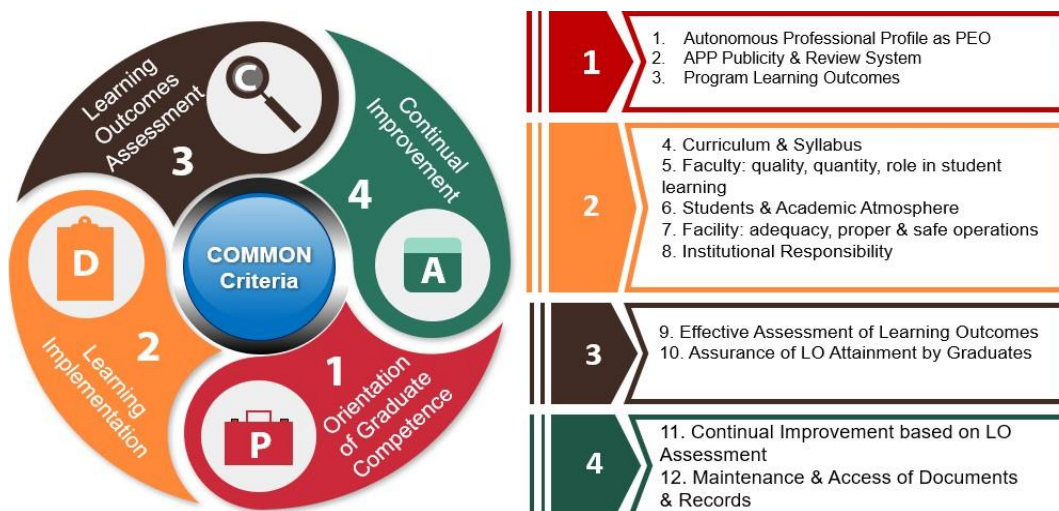 Learning
Outcomes
Assessment
3
C
Continual
Improvement
4
A
COMMON
Criteria
D
2
Learning
Implementation
1
Orientation
of Graduate
Competence
P
1
1. Autonomous Professional Profile as PEO
2. APP Publicity & Review System
3. Program Learning Outcomes
2
4. Curriculum & Syllabus
5. Faculty: quality, quantity, role in student
learning
6. Students & Academic Atmosphere
7. Facility: adequacy, proper & safe operations
8. Institutional Responsibility
3
9. Effective Assessment of Learning Outcomes
10. Assurance of LO Attainment by Graduates
4
11. Continual Improvement based on LO
Assessment
12. Maintenance & Access of Documents
& Records